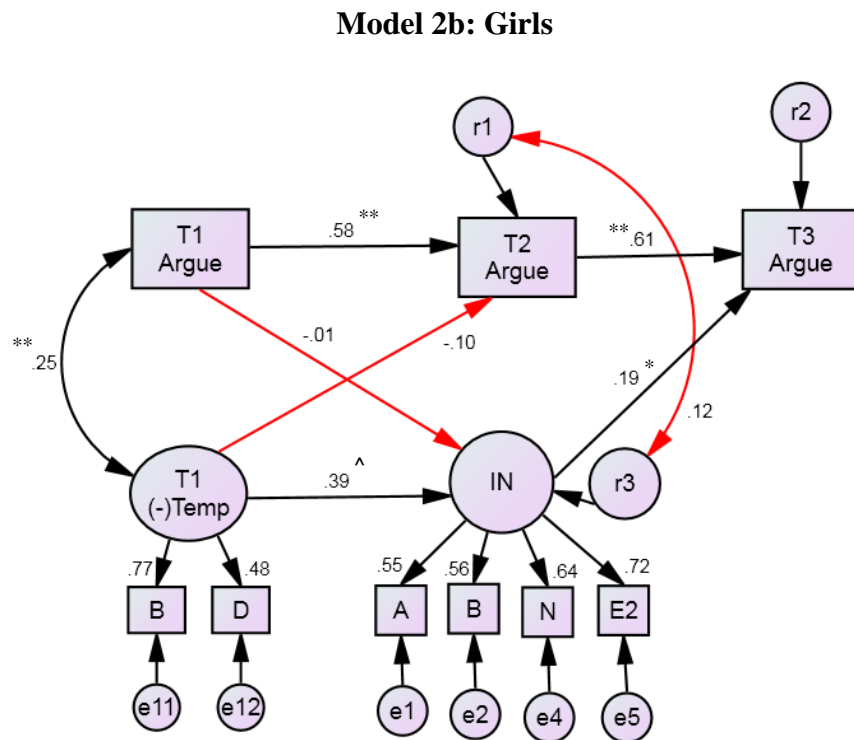 Model 2b: Girls
r1
r2
T1
Argue
.58 **
T2
Argue
** .61
T3
Argue
** .25
-.01
-.10
.19 *
.12
T1
(-)Temp
.39 ^
IN
r3
.77
.48
.55
.56
.64
.72
B
D
A
B
N
E2
e11
e12
e1
e2
e4
e5